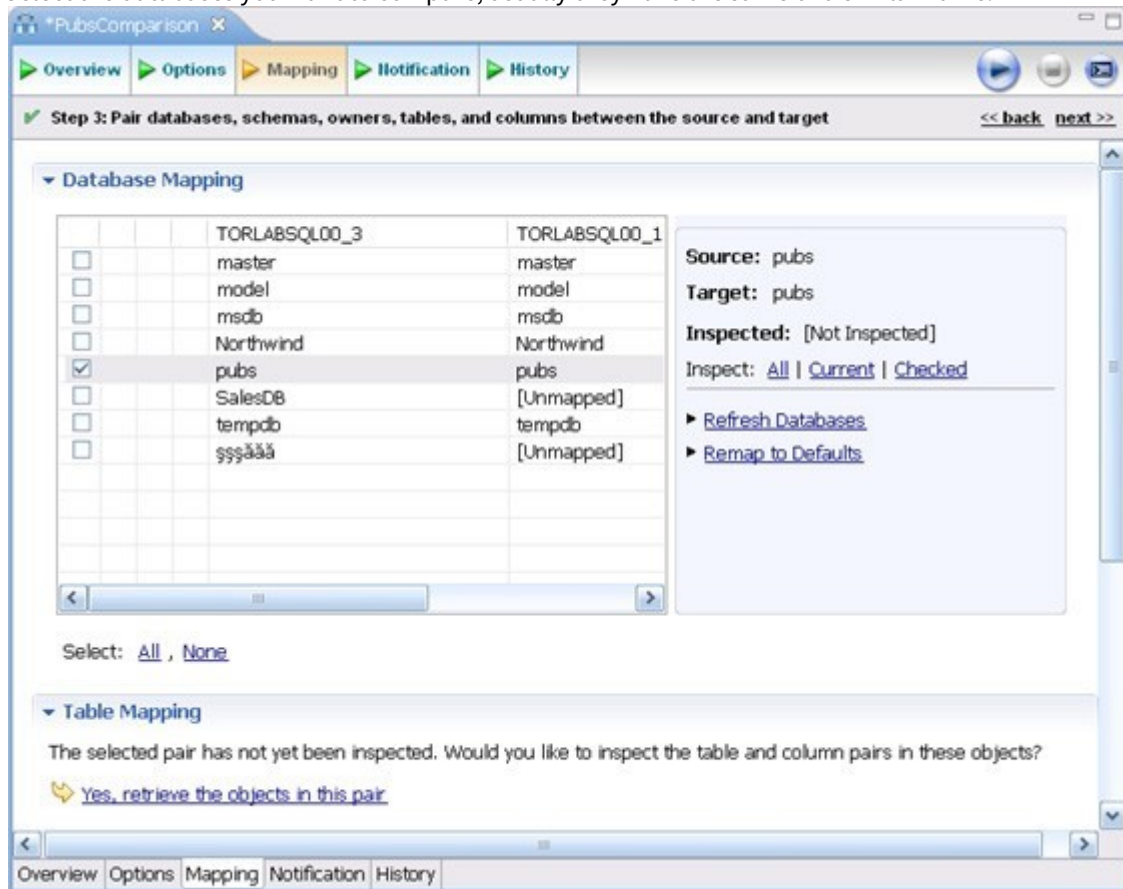 *PubsComparison
Overview Options Mapping Notification History
Step 3: Pair databases, schemas, owners, tables, and columns between the source and target << back next >>
Database Mapping
TORLABSQL00_3 TORLABSQL00_1
master master
model model
msdb msdb
Northwind Northwind
pubs pubs
SalesDB [Unmapped]
tempdb tempdb
şşşăăă [Unmapped]
Source: pubs
Target: pubs
Inspected: [Not Inspected]
Inspect: All | Current | Checked
Refresh Databases
Remap to Defaults
Select: All , None
Table Mapping
The selected pair has not yet been inspected. Would you like to inspect the table and column pairs in these objects?
Yes, retrieve the objects in this pair
Overview Options Mapping Notification History